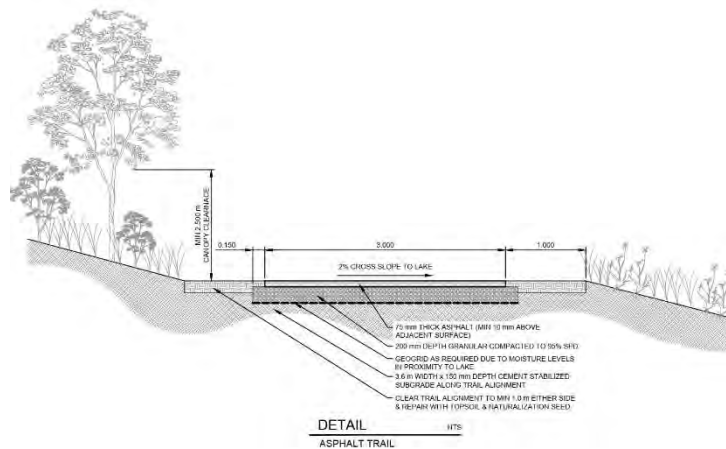 MIN 2.500 m
CANOPY CLEARNACE
0.150
3.000
1.000
2% CROSS SLOPE TO LAKE
75 mm THICK ASPHALT (MIN 10 mm ABOVE
ADJACENT SURFACE)
200 mm DEPTH GRANULAR COMPACTED TO 95% SPD
GEOGRID AS REQUIRED DUE TO MOISTURE LEVELS
IN PROXIMITY TO LAKE
3.6 m WIDTH x 150 mm DEPTH CEMENT STABILIZED
SUBGRADE ALONG TRAIL ALIGNMENT
CLEAR TRAIL ALIGNMENT TO MIN 1.0 m EITHER SIDE
& REPAIR WITH TOPSOIL & NATURALIZATION SEED.
DETAIL NTS
ASPHALT TRAIL